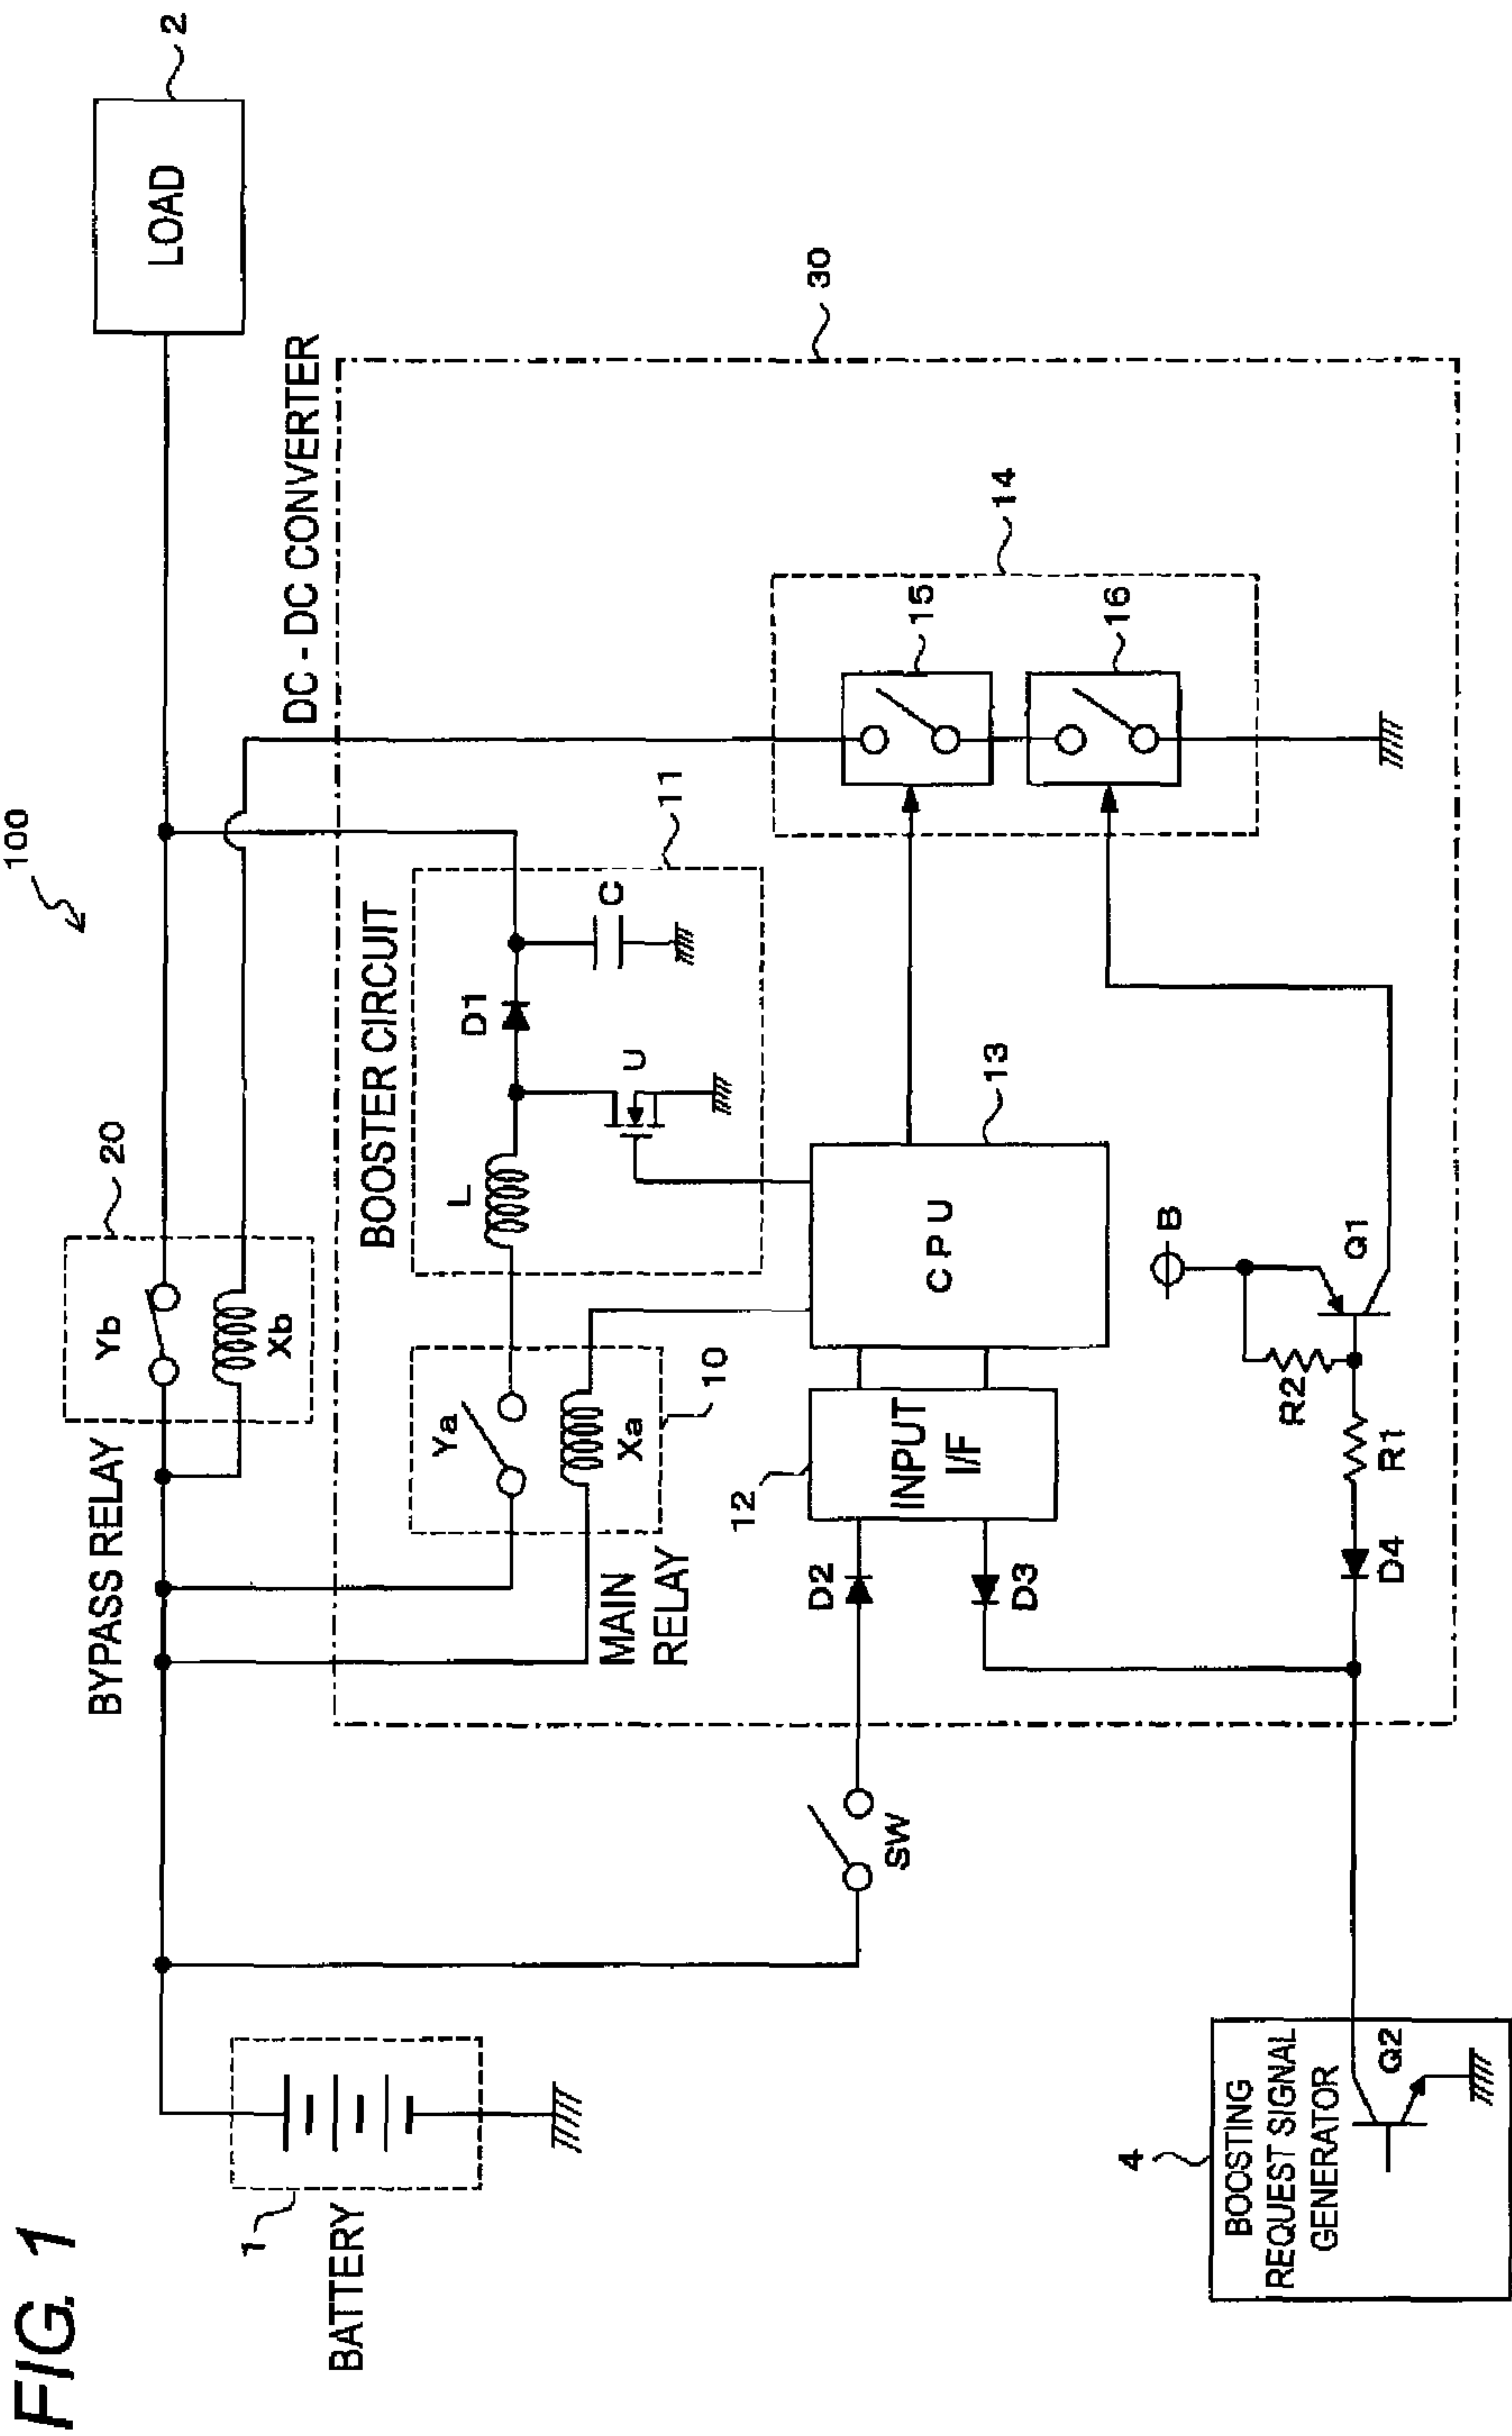 FIG. 1
100
BATTERY
1
BYPASS RELAY
20
Yb
Xb
LOAD
2
DC - DC CONVERTER
30
BOOSTER CIRCUIT
11
L
D1
C
U
MAIN
RELAY
Ya
Xa
10
SW
D2
D3
12
INPUT
I/F
CPU
13
14
15
16
B
Q1
R2
R1
D4
4
BOOSTING
REQUEST SIGNAL
GENERATOR
Q2